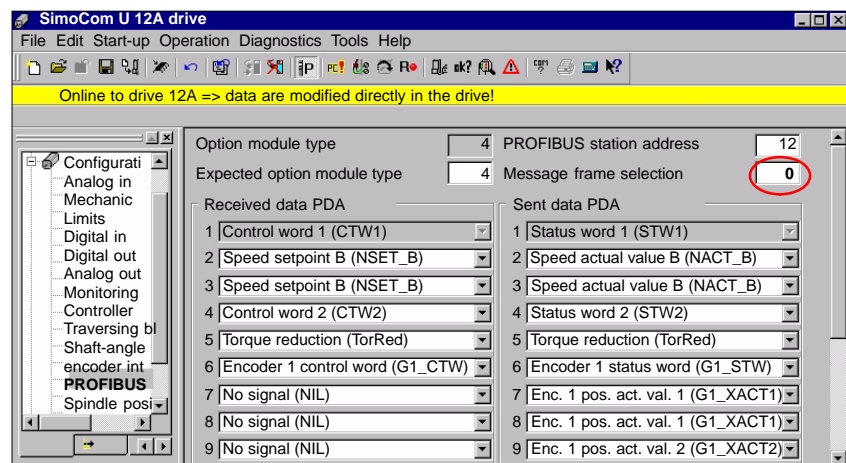 SimoCom U 12A drive
File Edit Start-up Operation Diagnostics Tools Help
Online to drive 12A => data are modified directly in the drive!
Configurati
Analog in
Mechanic
Limits
Digital in
Digital out
Analog out
Monitoring
Controller
Traversing bl
Shaft-angle
encoder int
PROFIBUS
Spindle posi
Option module type 4 PROFIBUS station address 12
Expected option module type 4 Message frame selection 0
Received data PDA Sent data PDA
1 Control word 1 (CTW1) 1 Status word 1 (STW1)
2 Speed setpoint B (NSET_B) 2 Speed actual value B (NACT_B)
3 Speed setpoint B (NSET_B) 3 Speed actual value B (NACT_B)
4 Control word 2 (CTW2) 4 Status word 2 (STW2)
5 Torque reduction (TorRed) 5 Torque reduction (TorRed)
6 Encoder 1 control word (G1_CTW) 6 Encoder 1 status word (G1_STW)
7 No signal (NIL) 7 Enc. 1 pos. act. val. 1 (G1_XACT1)
8 No signal (NIL) 8 Enc. 1 pos. act. val. 1 (G1_XACT1)
9 No signal (NIL) 9 Enc. 1 pos. act. val. 2 (G1_XACT2)